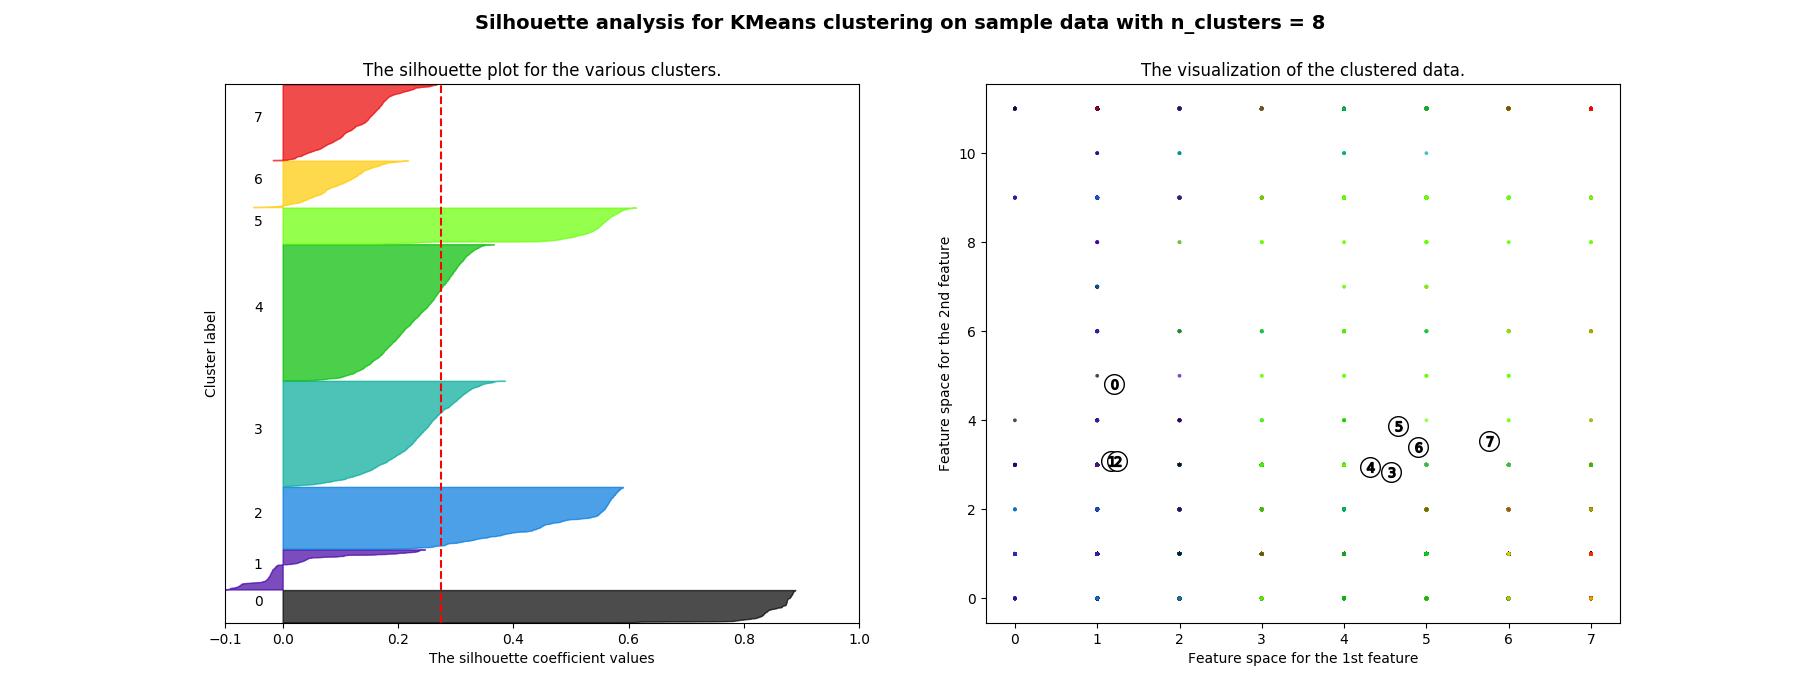 Silhouette analysis for KMeans clustering on sample data with n_clusters = 8
The silhouette plot for the various clusters.
Cluster label
7
6
5
4
3
2
1
0
−0.1 0.0 0.2 0.4 0.6 0.8 1.0
The silhouette coefficient values
The visualization of the clustered data.
Feature space for the 2nd feature
10
8
6
4
2
0
0
5
7
6
1 2
4
3
0 1 2 3 4 5 6 7
Feature space for the 1st feature